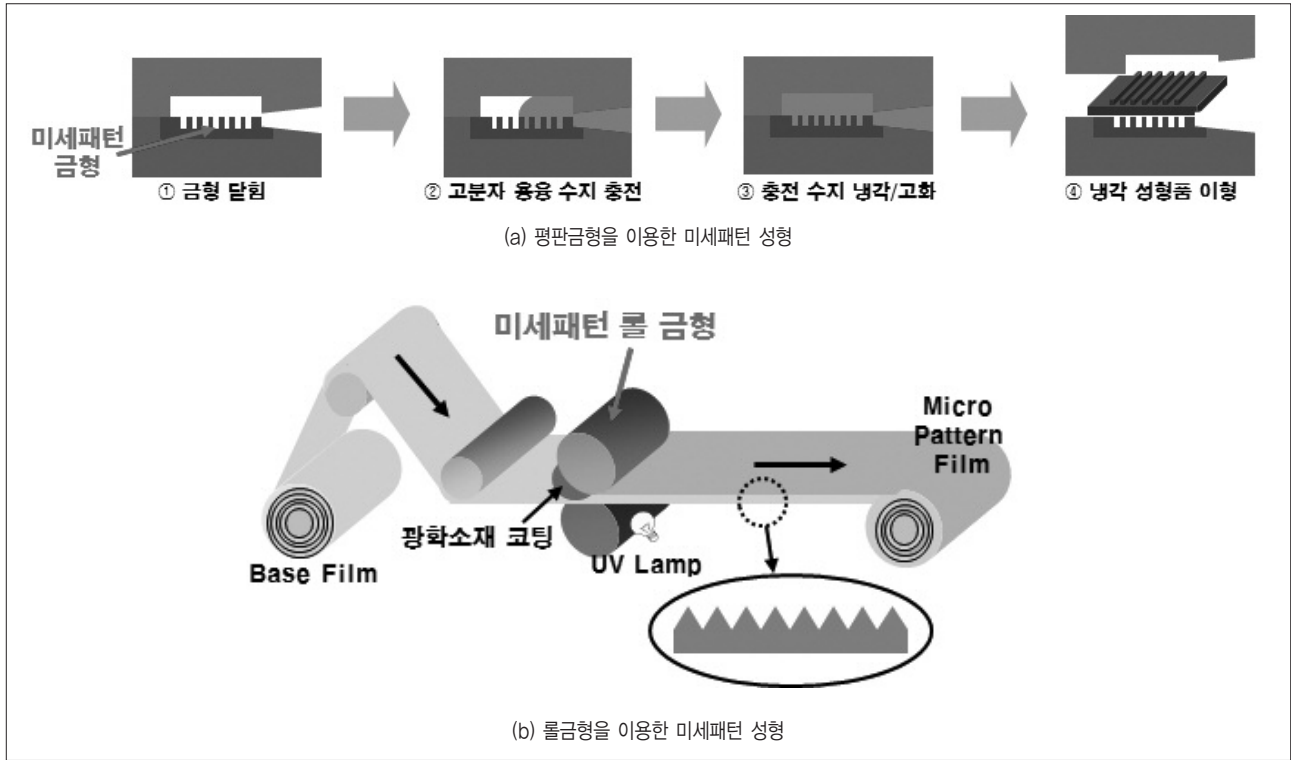 미세패턴
금형
① 금형 닫힘
② 고분자 용융 수지 충전
③ 충전 수지 냉각/고화
④ 냉각 성형품 이형
(a) 평판금형을 이용한 미세패턴 성형
미세패턴 롤 금형
Micro
Pattern
Film
광화소재 코팅
Base Film
UV Lamp
(b) 롤금형을 이용한 미세패턴 성형